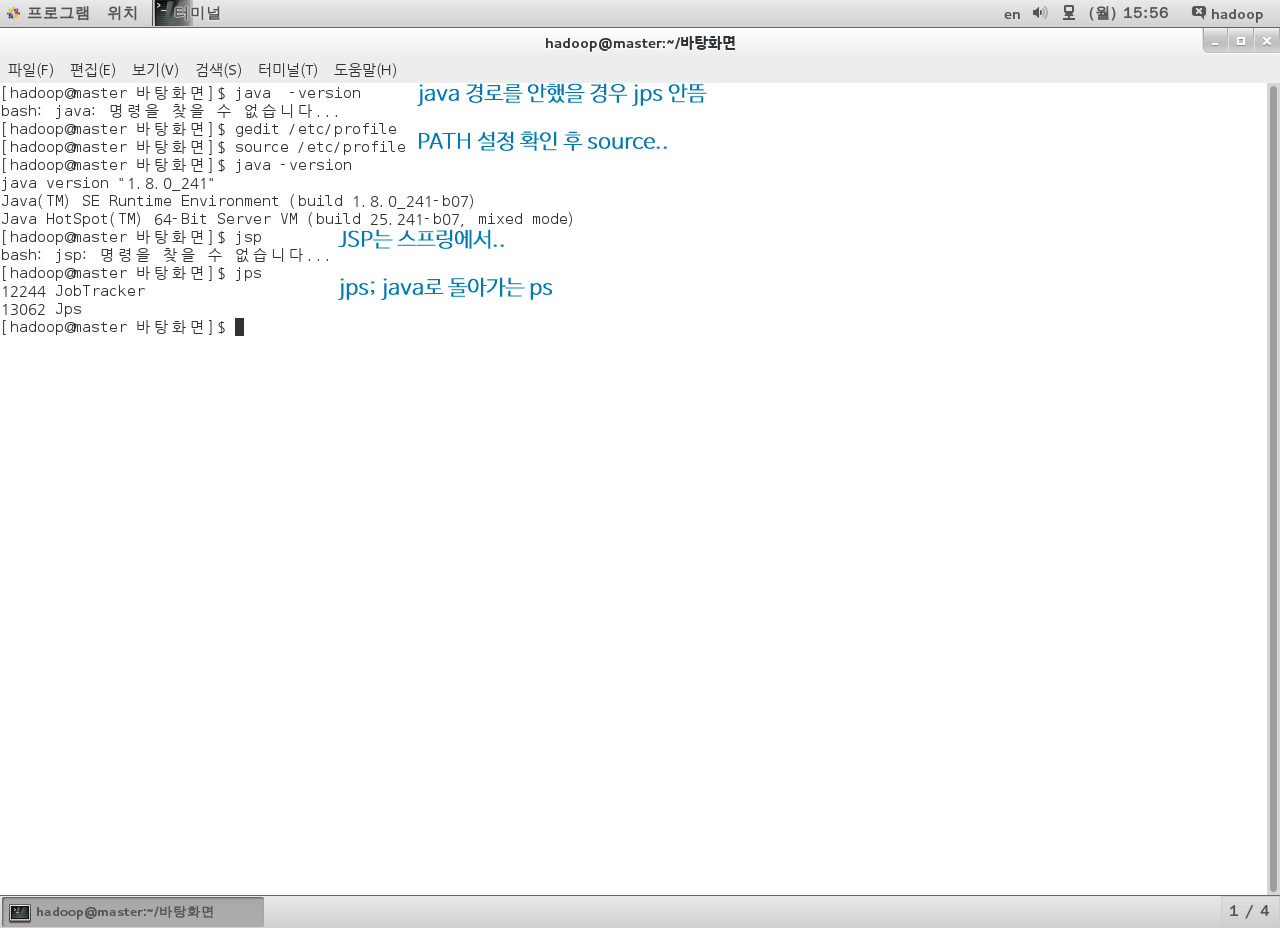 프로그램 위치 터미널 en (월) 15:56 hadoop
hadoop@master:~/바탕화면
파일(F) 편집(E) 보기(V) 검색(S) 터미널(T) 도움말(H)
[hadoop@master 바탕화면]$ java  -version
java 경로를 안했을 경우 jps 안뜸
bash: java: 명령을 찾을 수 없습니다...
[hadoop@master 바탕화면]$ gedit /etc/profile
[hadoop@master 바탕화면]$ source /etc/profile
PATH 설정 확인 후 source..
[hadoop@master 바탕화면]$ java -version
java version "1.8.0_241"
Java(TM) SE Runtime Environment (build 1.8.0_241-b07)
Java HotSpot(TM) 64-Bit Server VM (build 25.241-b07, mixed mode)
[hadoop@master 바탕화면]$ jsp
JSP는 스프링에서..
bash: jsp: 명령을 찾을 수 없습니다...
[hadoop@master 바탕화면]$ jps
12244 JobTracker
jps; java로 돌아가는 ps
13062 Jps
[hadoop@master 바탕화면]$
hadoop@master:~/바탕화면
1 / 4